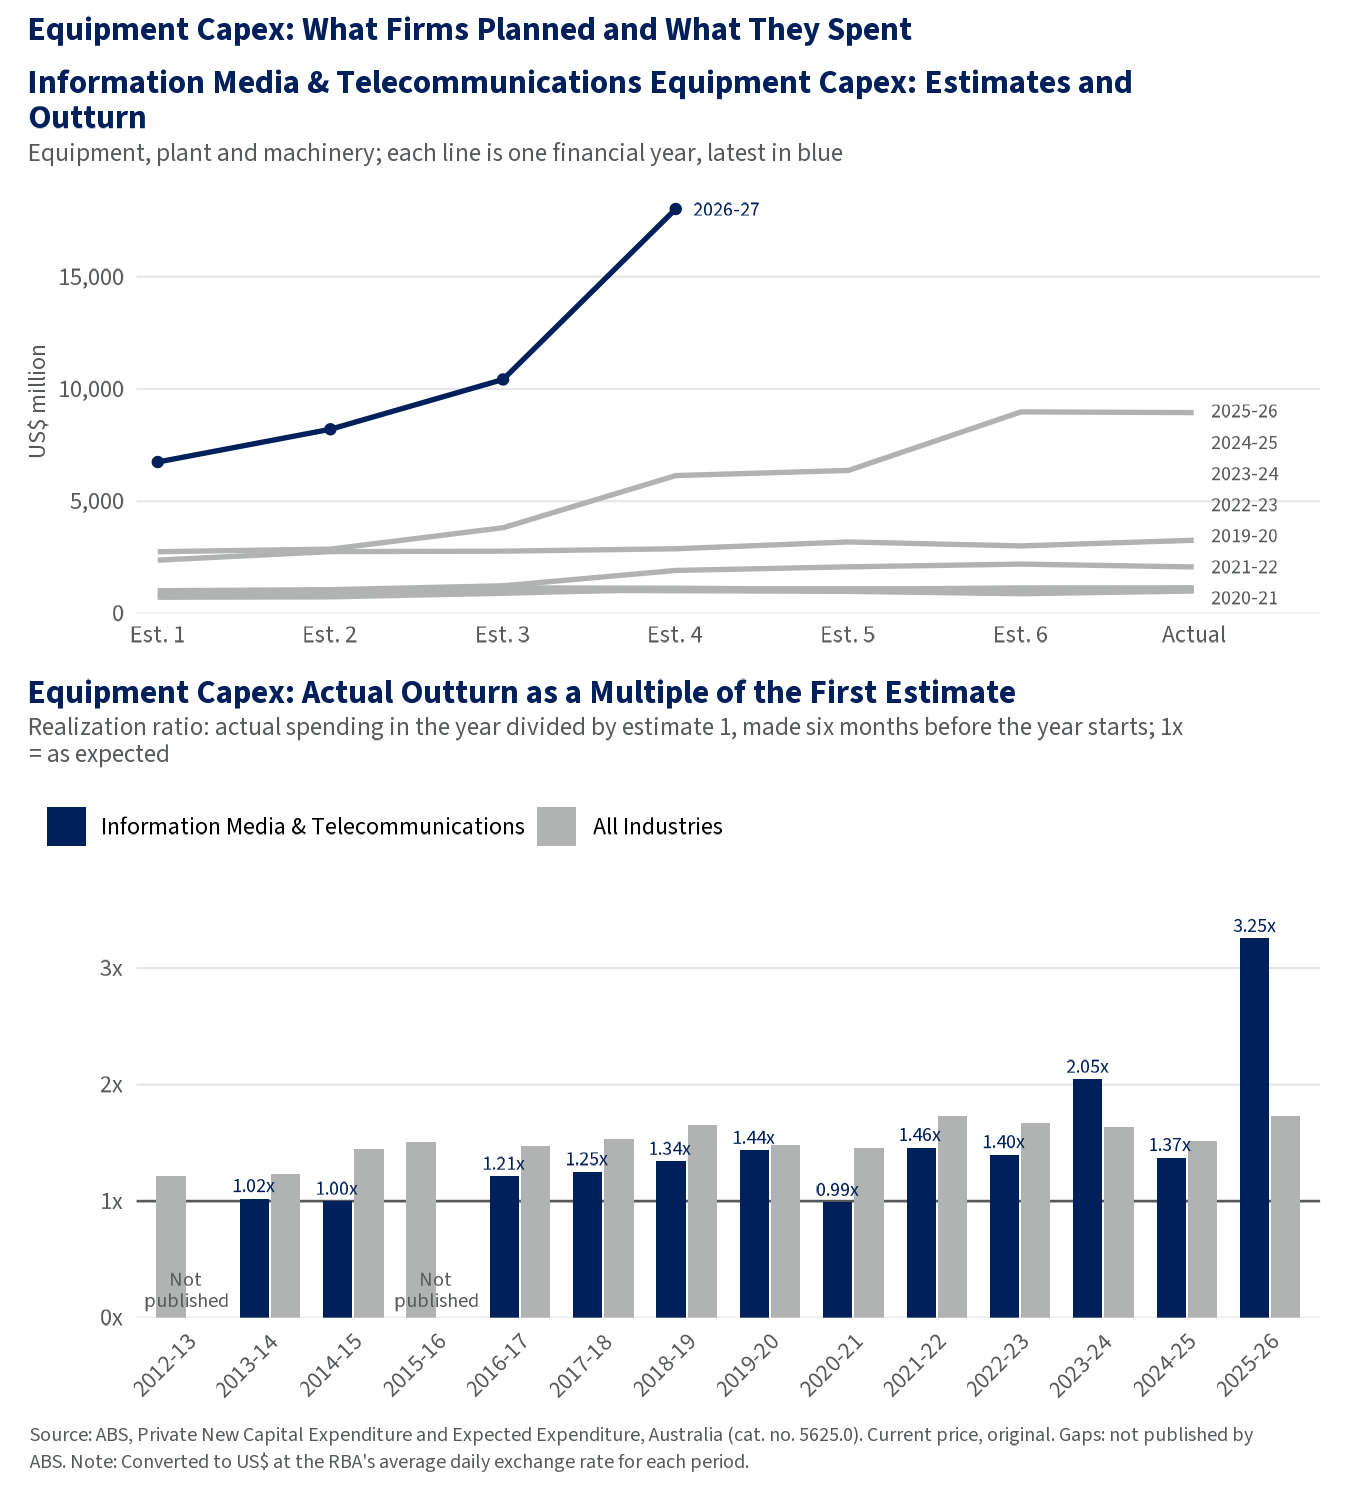 Equipment Capex: What Firms Planned and What They Spent
Information Media & Telecommunications Equipment Capex: Estimates and
Outturn
Equipment, plant and machinery; each line is one financial year, latest in blue
2026-27
15,000
10,000
5,000
0
US$ million
2025-26
2024-25
2023-24
2022-23
2019-20
2021-22
2020-21
Est. 1
Est. 2
Est. 3
Est. 4
Est. 5
Est. 6
Actual
Equipment Capex: Actual Outturn as a Multiple of the First Estimate
Realization ratio: actual spending in the year divided by estimate 1, made six months before the year starts; 1x
= as expected
Information Media & Telecommunications
All Industries
3x
2x
1x
0x
Not
published
1.02x
1.00x
Not
published
1.21x
1.25x
1.34x
1.44x
0.99x
1.46x
1.40x
2.05x
1.37x
3.25x
2012-13
2013-14
2014-15
2015-16
2016-17
2017-18
2018-19
2019-20
2020-21
2021-22
2022-23
2023-24
2024-25
2025-26
Source: ABS, Private New Capital Expenditure and Expected Expenditure, Australia (cat. no. 5625.0). Current price, original. Gaps: not published by
ABS. Note: Converted to US$ at the RBA's average daily exchange rate for each period.